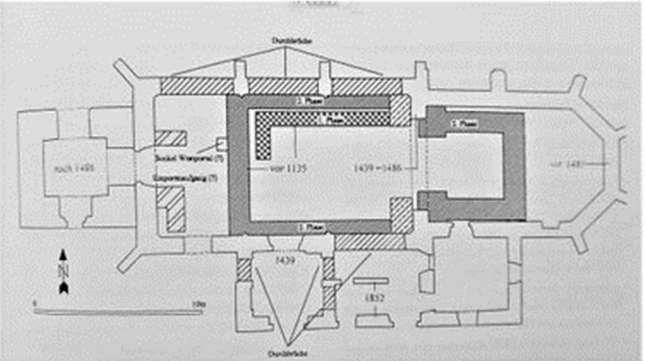 Durchbrüche
2. Phase
1. Phase
2. Phase
nach 1486
Sockel Westportal (?)
Emporenaufgang (?)
vor 1135
1439–1486
vor
2. Phase
1439
N
0
10m
1852
Durchbrüche